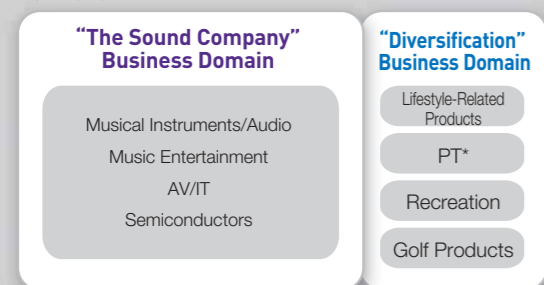 “The Sound Company”
Business Domain
Musical Instruments/Audio
Music Entertainment
AV/IT
Semiconductors
“Diversification”
Business Domain
Lifestyle-Related
Products
PT*
Recreation
Golf Products